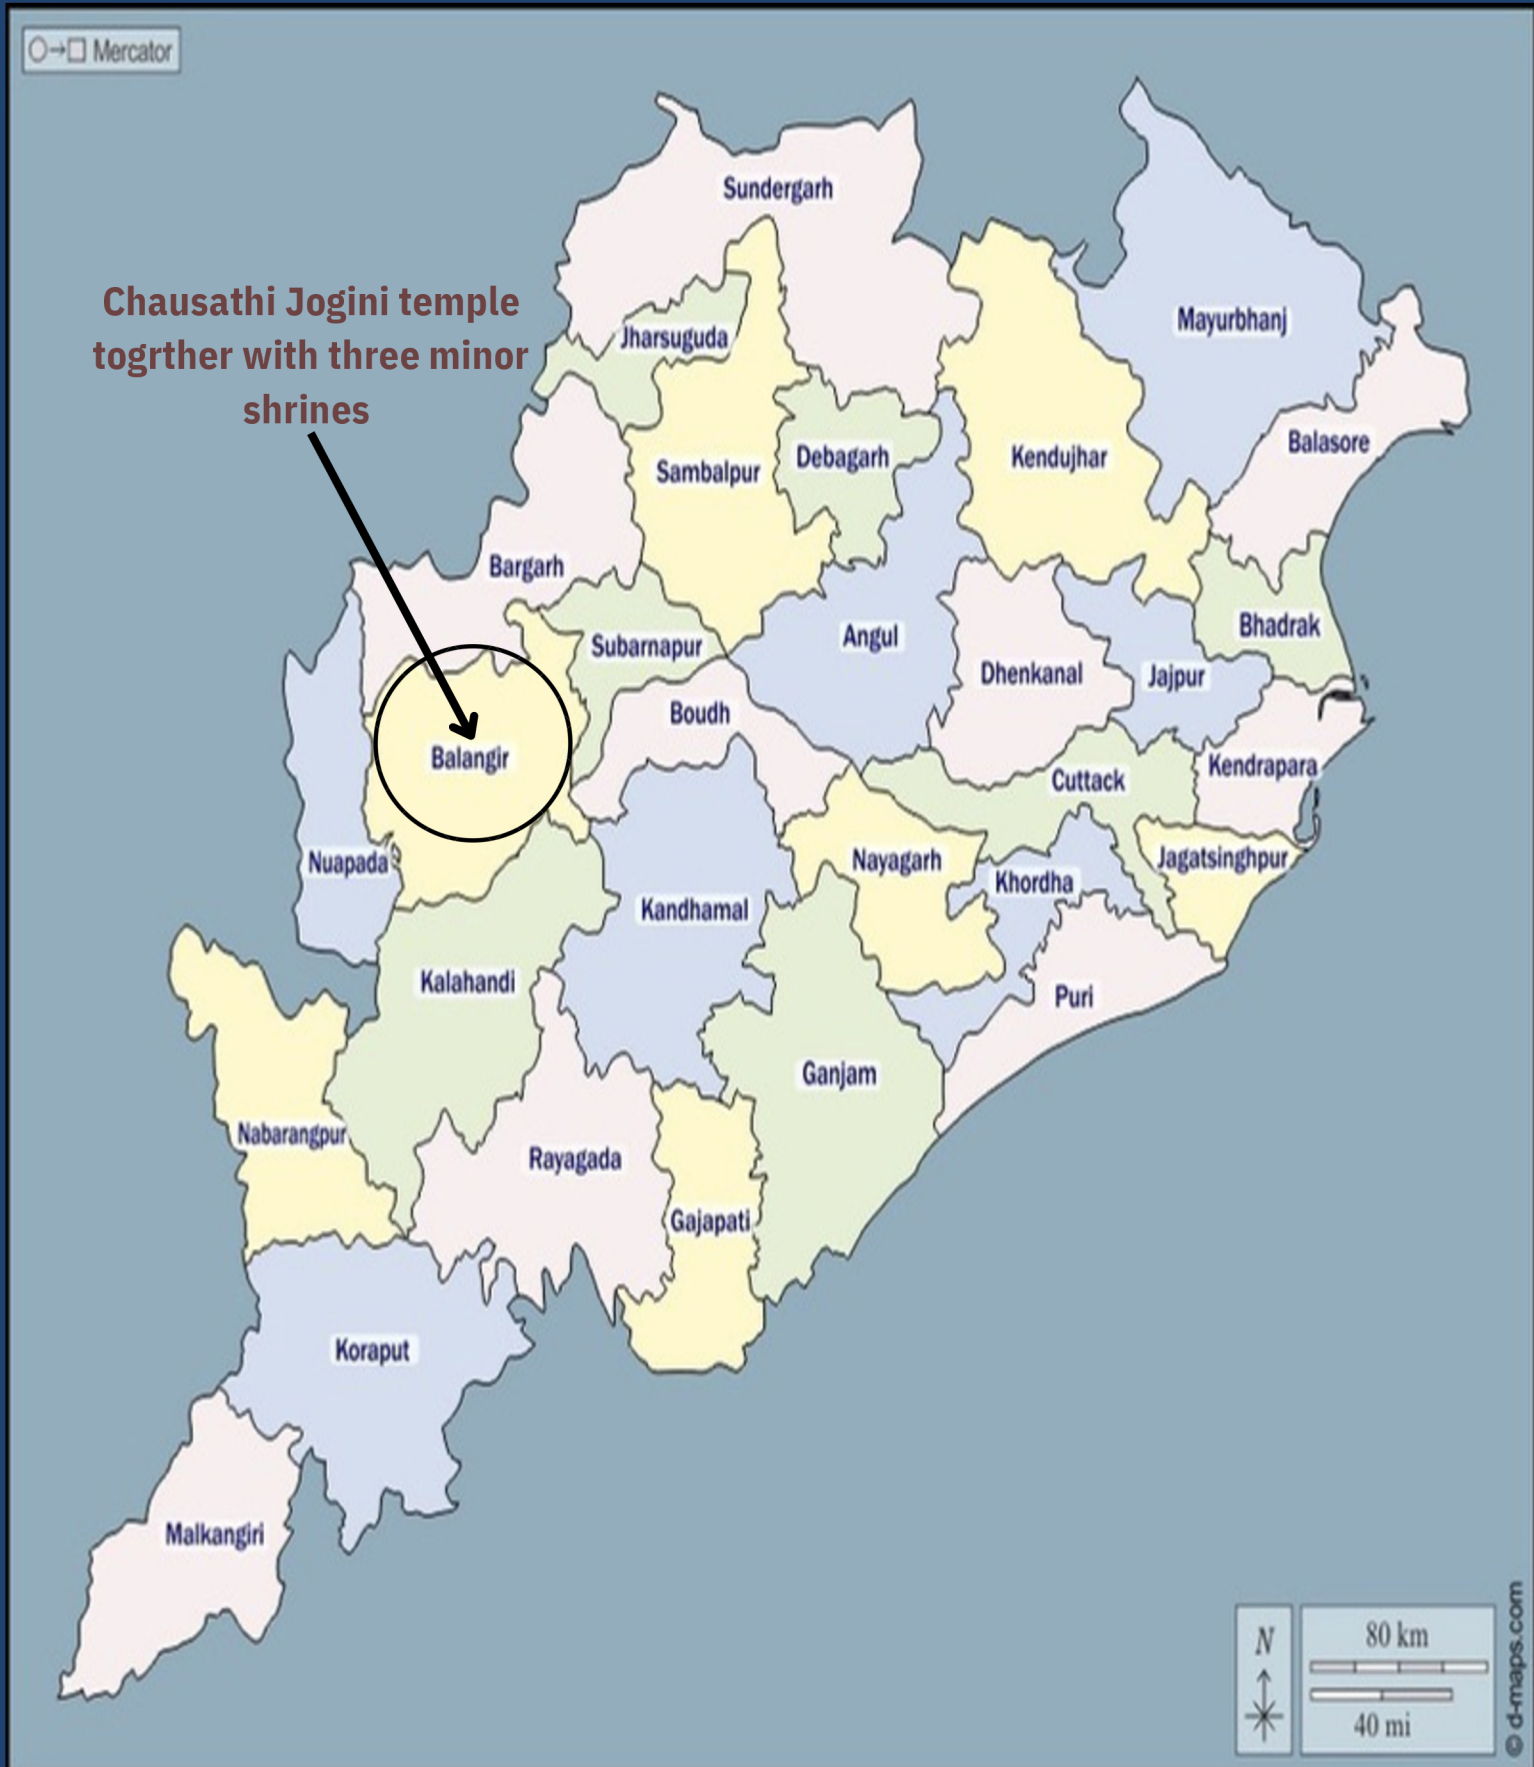 ○→□ Mercator
Chausathi Jogini temple
togrther with three minor
shrines
Sundergarh
Mayurbhanj
Jharsuguda
Balasore
Sambalpur
Debagarh
Kendujhar
Bargarh
Subarnapur
Angul
Bhadrak
Dhenkanal
Jajpur
Boudh
Balangir
Cuttack
Kendrapara
Nuapada
Nayagarh
Khordha
Jagatsinghpur
Kandhamal
Kalahandi
Puri
Ganjam
Nabarangpur
Rayagada
Gajapati
Koraput
Malkangiri
N
80 km
40 mi
© d-maps.com